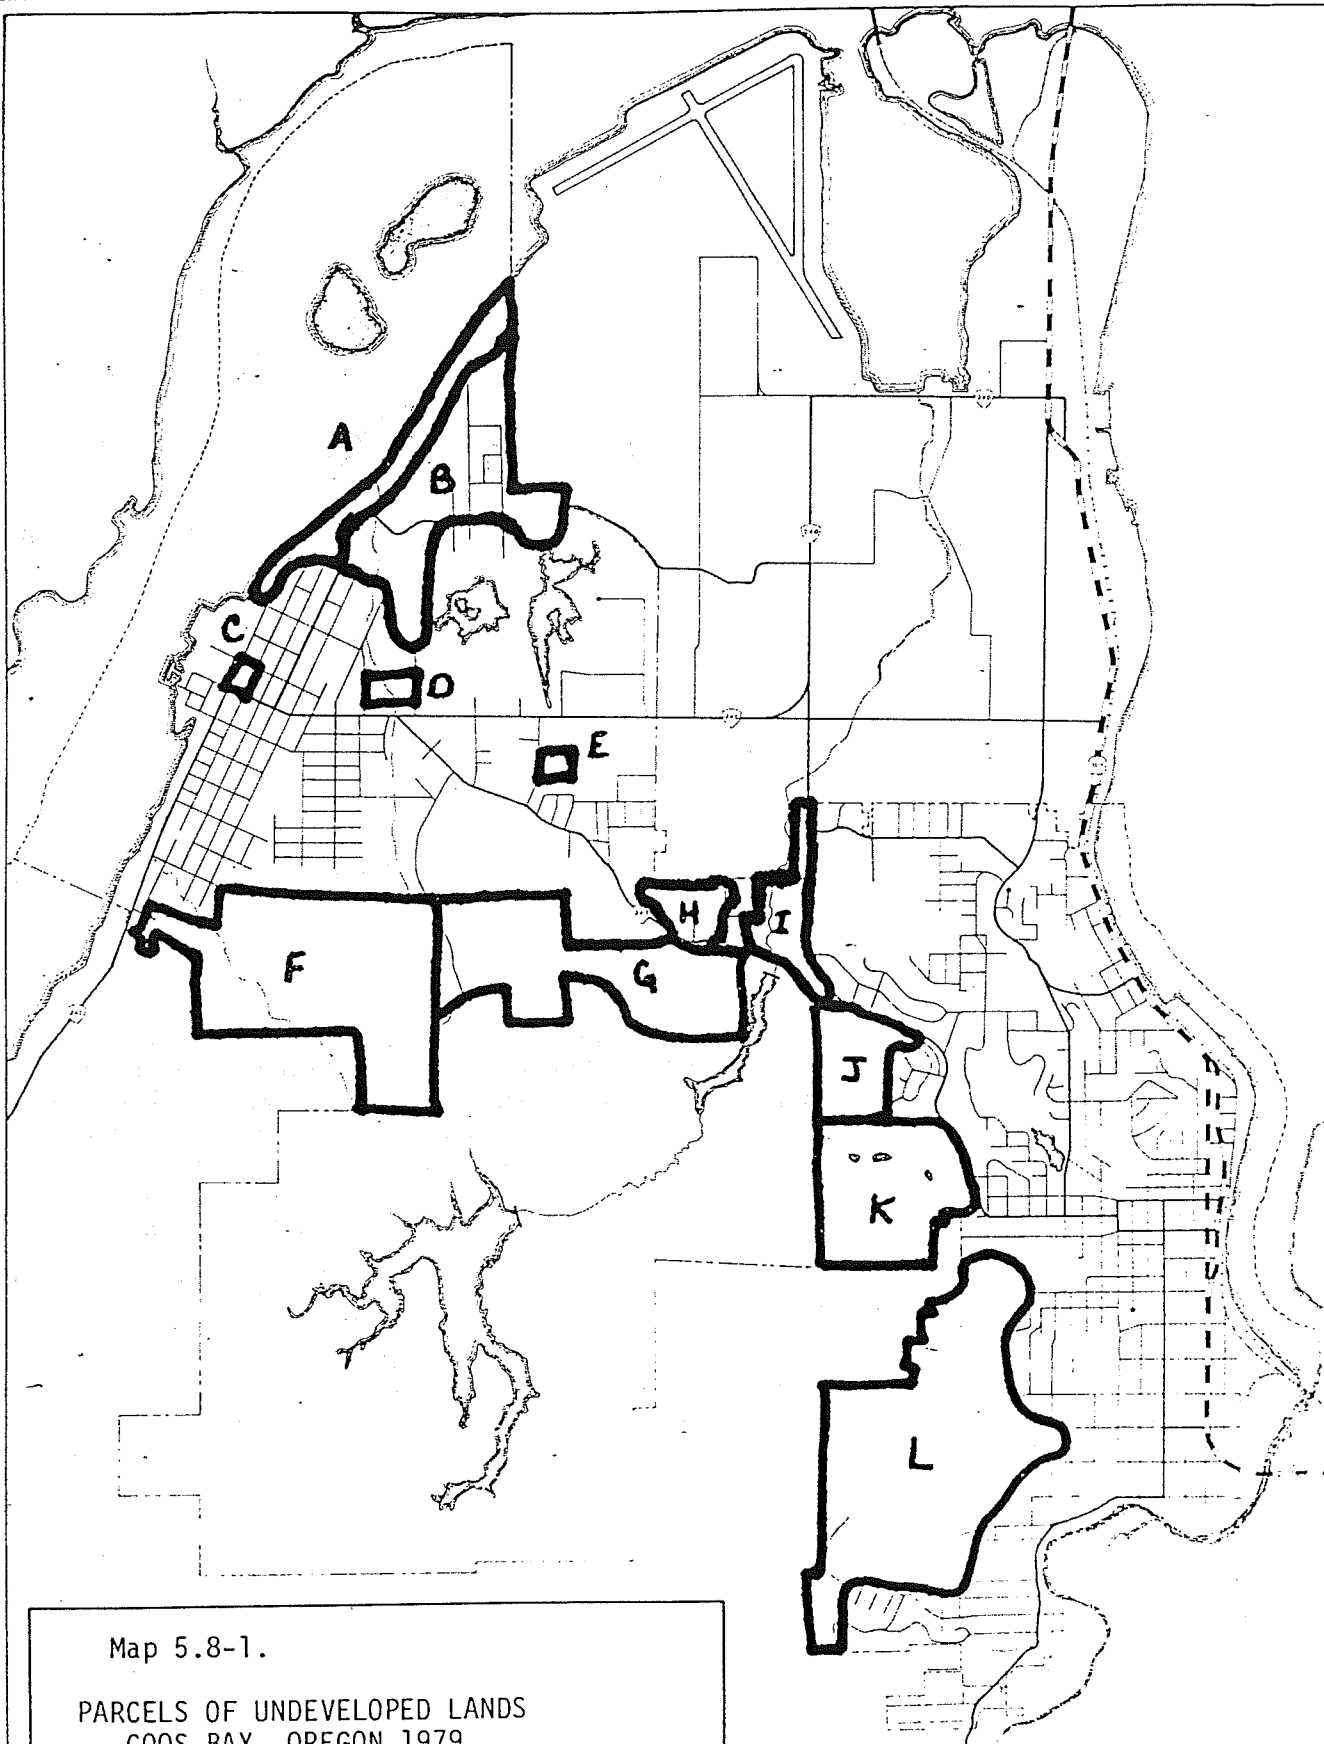 A
B
C
D
E
H
I
F
G
J
K
L
Map 5.8-1.
PARCELS OF UNDEVELOPED LANDS
COOS BAY, OREGON 1979